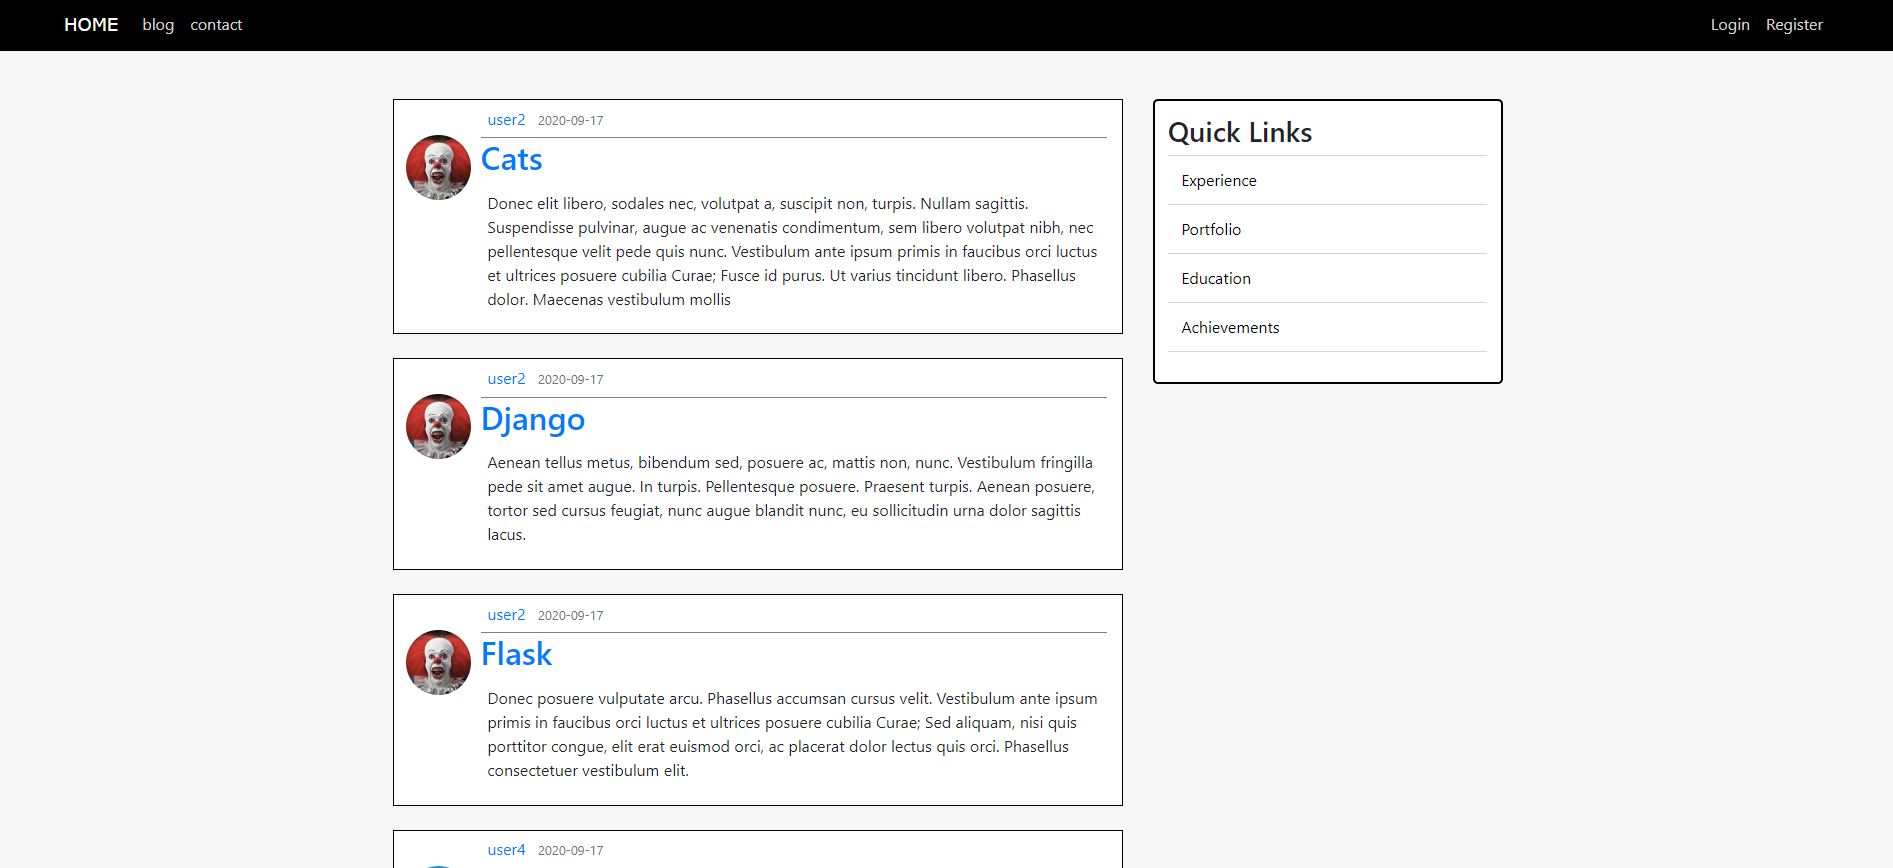 HOME blog contact Login Register
user2 2020-09-17
Cats
Donec elit libero, sodales nec, volutpat a, suscipit non, turpis. Nullam sagittis.
Suspendisse pulvinar, augue ac venenatis condimentum, sem libero volutpat nibh, nec
pellentesque velit pede quis nunc. Vestibulum ante ipsum primis in faucibus orci luctus
et ultrices posuere cubilia Curae; Fusce id purus. Ut varius tincidunt libero. Phasellus
dolor. Maecenas vestibulum mollis
user2 2020-09-17
Django
Aenean tellus metus, bibendum sed, posuere ac, mattis non, nunc. Vestibulum fringilla
pede sit amet augue. In turpis. Pellentesque posuere. Praesent turpis. Aenean posuere,
tortor sed cursus feugiat, nunc augue blandit nunc, eu sollicitudin urna dolor sagittis
lacus.
user2 2020-09-17
Flask
Donec posuere vulputate arcu. Phasellus accumsan cursus velit. Vestibulum ante ipsum
primis in faucibus orci luctus et ultrices posuere cubilia Curae; Sed aliquam, nisi quis
porttitor congue, elit erat euismod orci, ac placerat dolor lectus quis orci. Phasellus
consectetuer vestibulum elit.
user4 2020-09-17
Quick Links
Experience
Portfolio
Education
Achievements